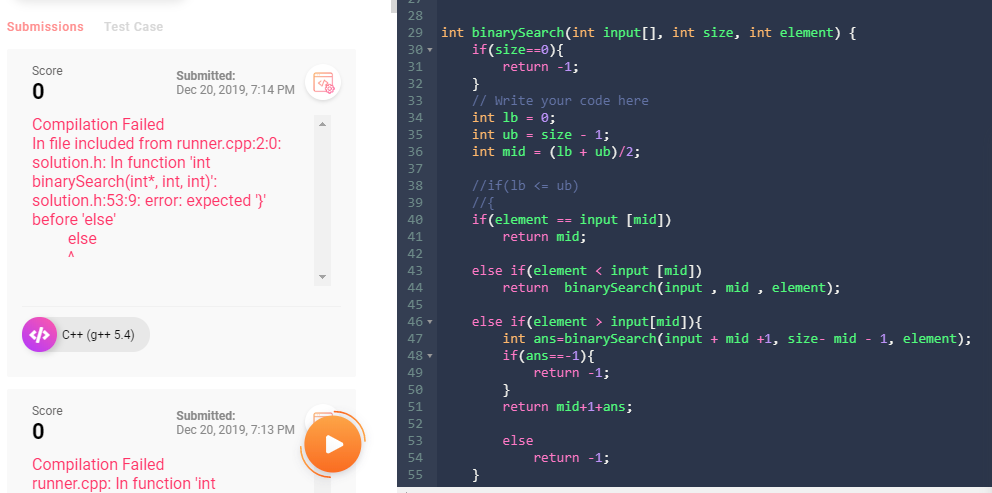 Submissions Test Case
Score
0
Submitted:
Dec 20, 2019, 7:14 PM
Compilation Failed
In file included from runner.cpp:2:0:
solution.h: In function 'int
binarySearch(int*, int, int)':
solution.h:53:9: error: expected '}'
before 'else'
else
^
C++ (g++ 5.4)
Score
0
Submitted:
Dec 20, 2019, 7:13 PM
Compilation Failed
runner.cpp: In function 'int
28
29 int binarySearch(int input[], int size, int element) {
30 if(size==0){
31 return -1;
32 }
33 // Write your code here
34 int lb = 0;
35 int ub = size - 1;
36 int mid = (lb + ub)/2;
37
38 //if(lb <= ub)
39 //{
40 if(element == input [mid])
41 return mid;
42
43 else if(element < input [mid])
44 return  binarySearch(input , mid , element);
45
46 else if(element > input[mid]){
47 int ans=binarySearch(input + mid +1, size- mid - 1, element);
48 if(ans==-1){
49 return -1;
50 }
51 return mid+1+ans;
52
53 else
54 return -1;
55 }